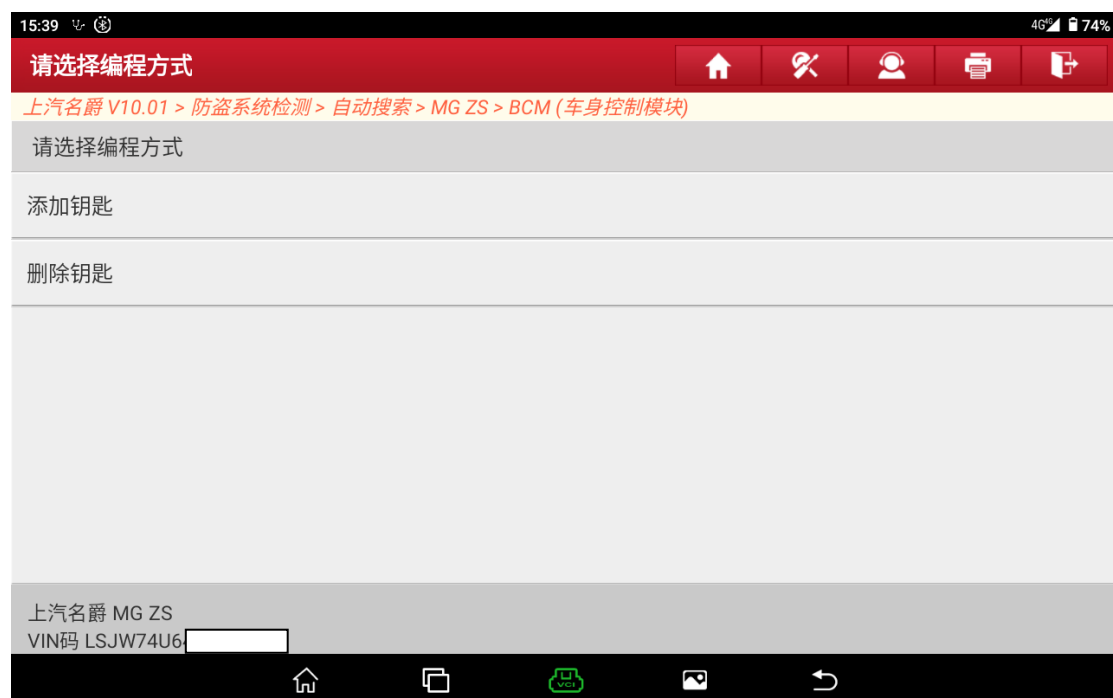 15:39 4G 4G 74%
请选择编程方式
上汽名爵 V10.01 > 防盗系统检测 > 自动搜索 > MG ZS > BCM (车身控制模块)
请选择编程方式
添加钥匙
删除钥匙
上汽名爵 MG ZS
VIN码 LSJW74U6
VCI